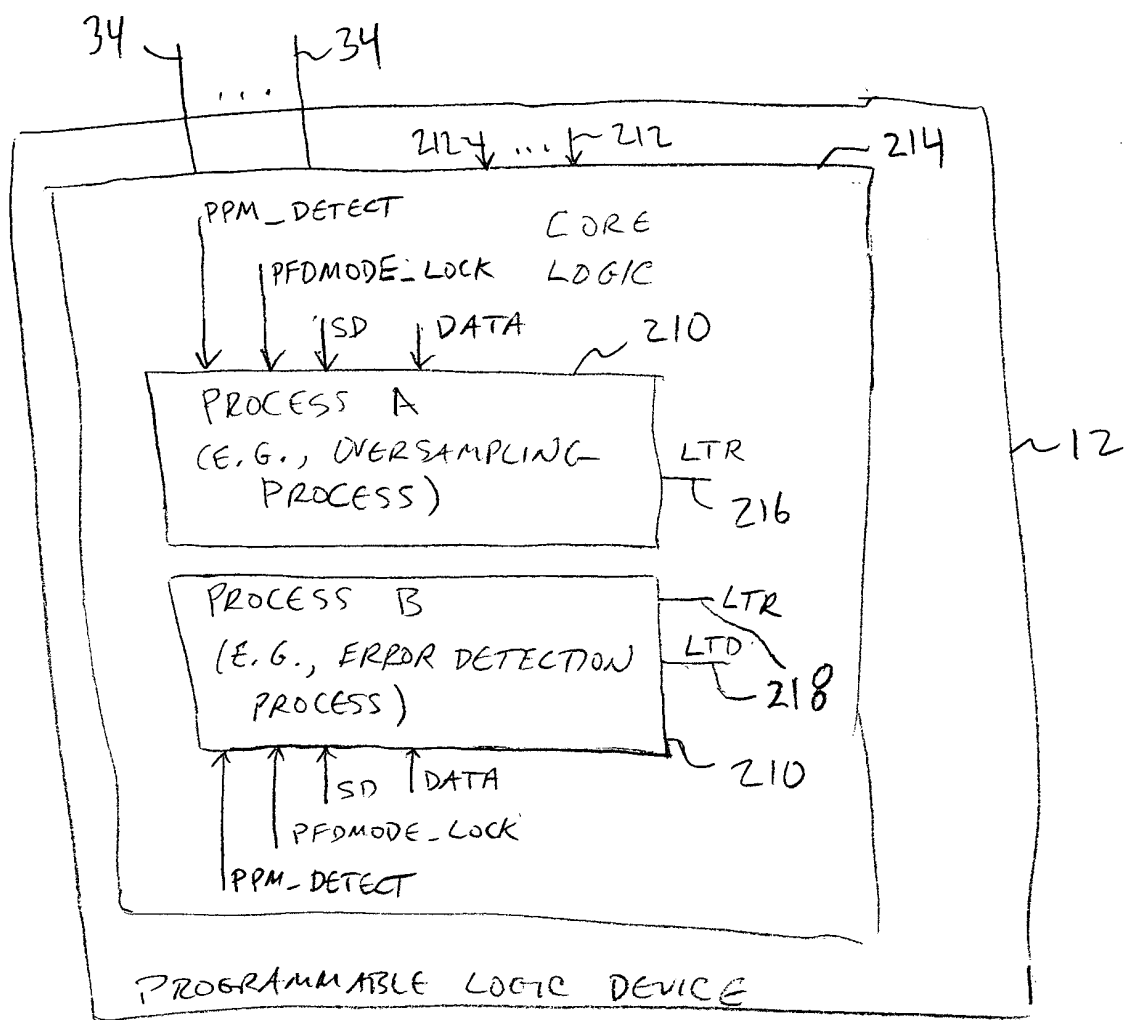 34
34
...
212 ... 212
214
PPM_DETECT
CORE
LOGIC
PFDMODE_LOCK
SD
DATA
210
PROCESS A
(E.G., OVERSAMPLING
PROCESS)
LTR
216
12
PROCESS B
(E.G., ERROR DETECTION
PROCESS)
LTR
LTD
218
210
SD
DATA
PFDMODE_LOCK
PPM_DETECT
PROGRAMMABLE LOGIC DEVICE